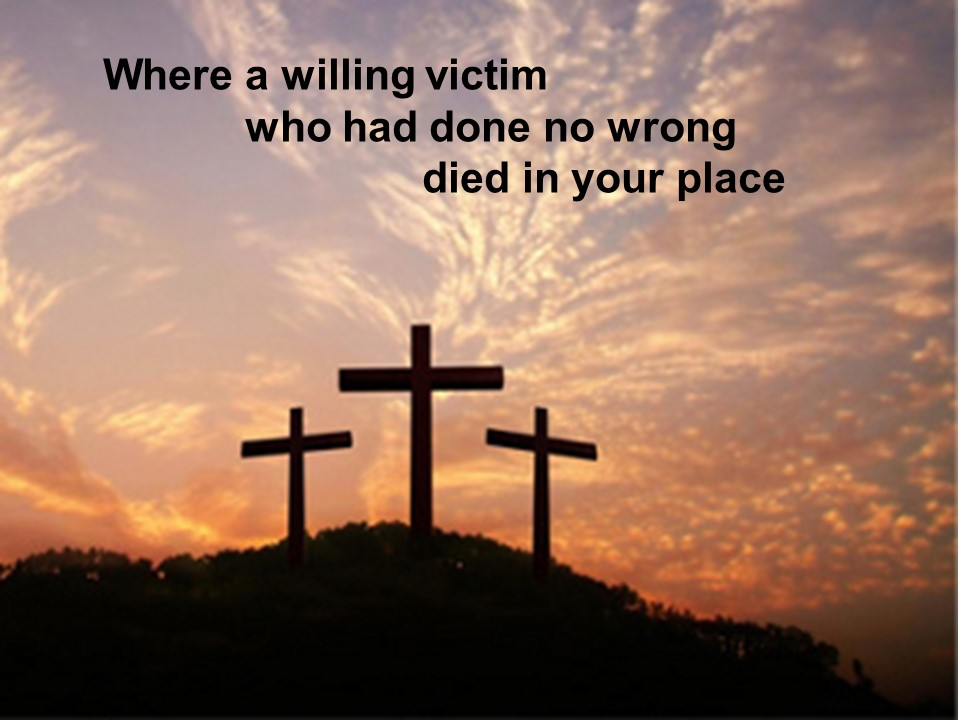 Where a willing victim
who had done no wrong
died in your place